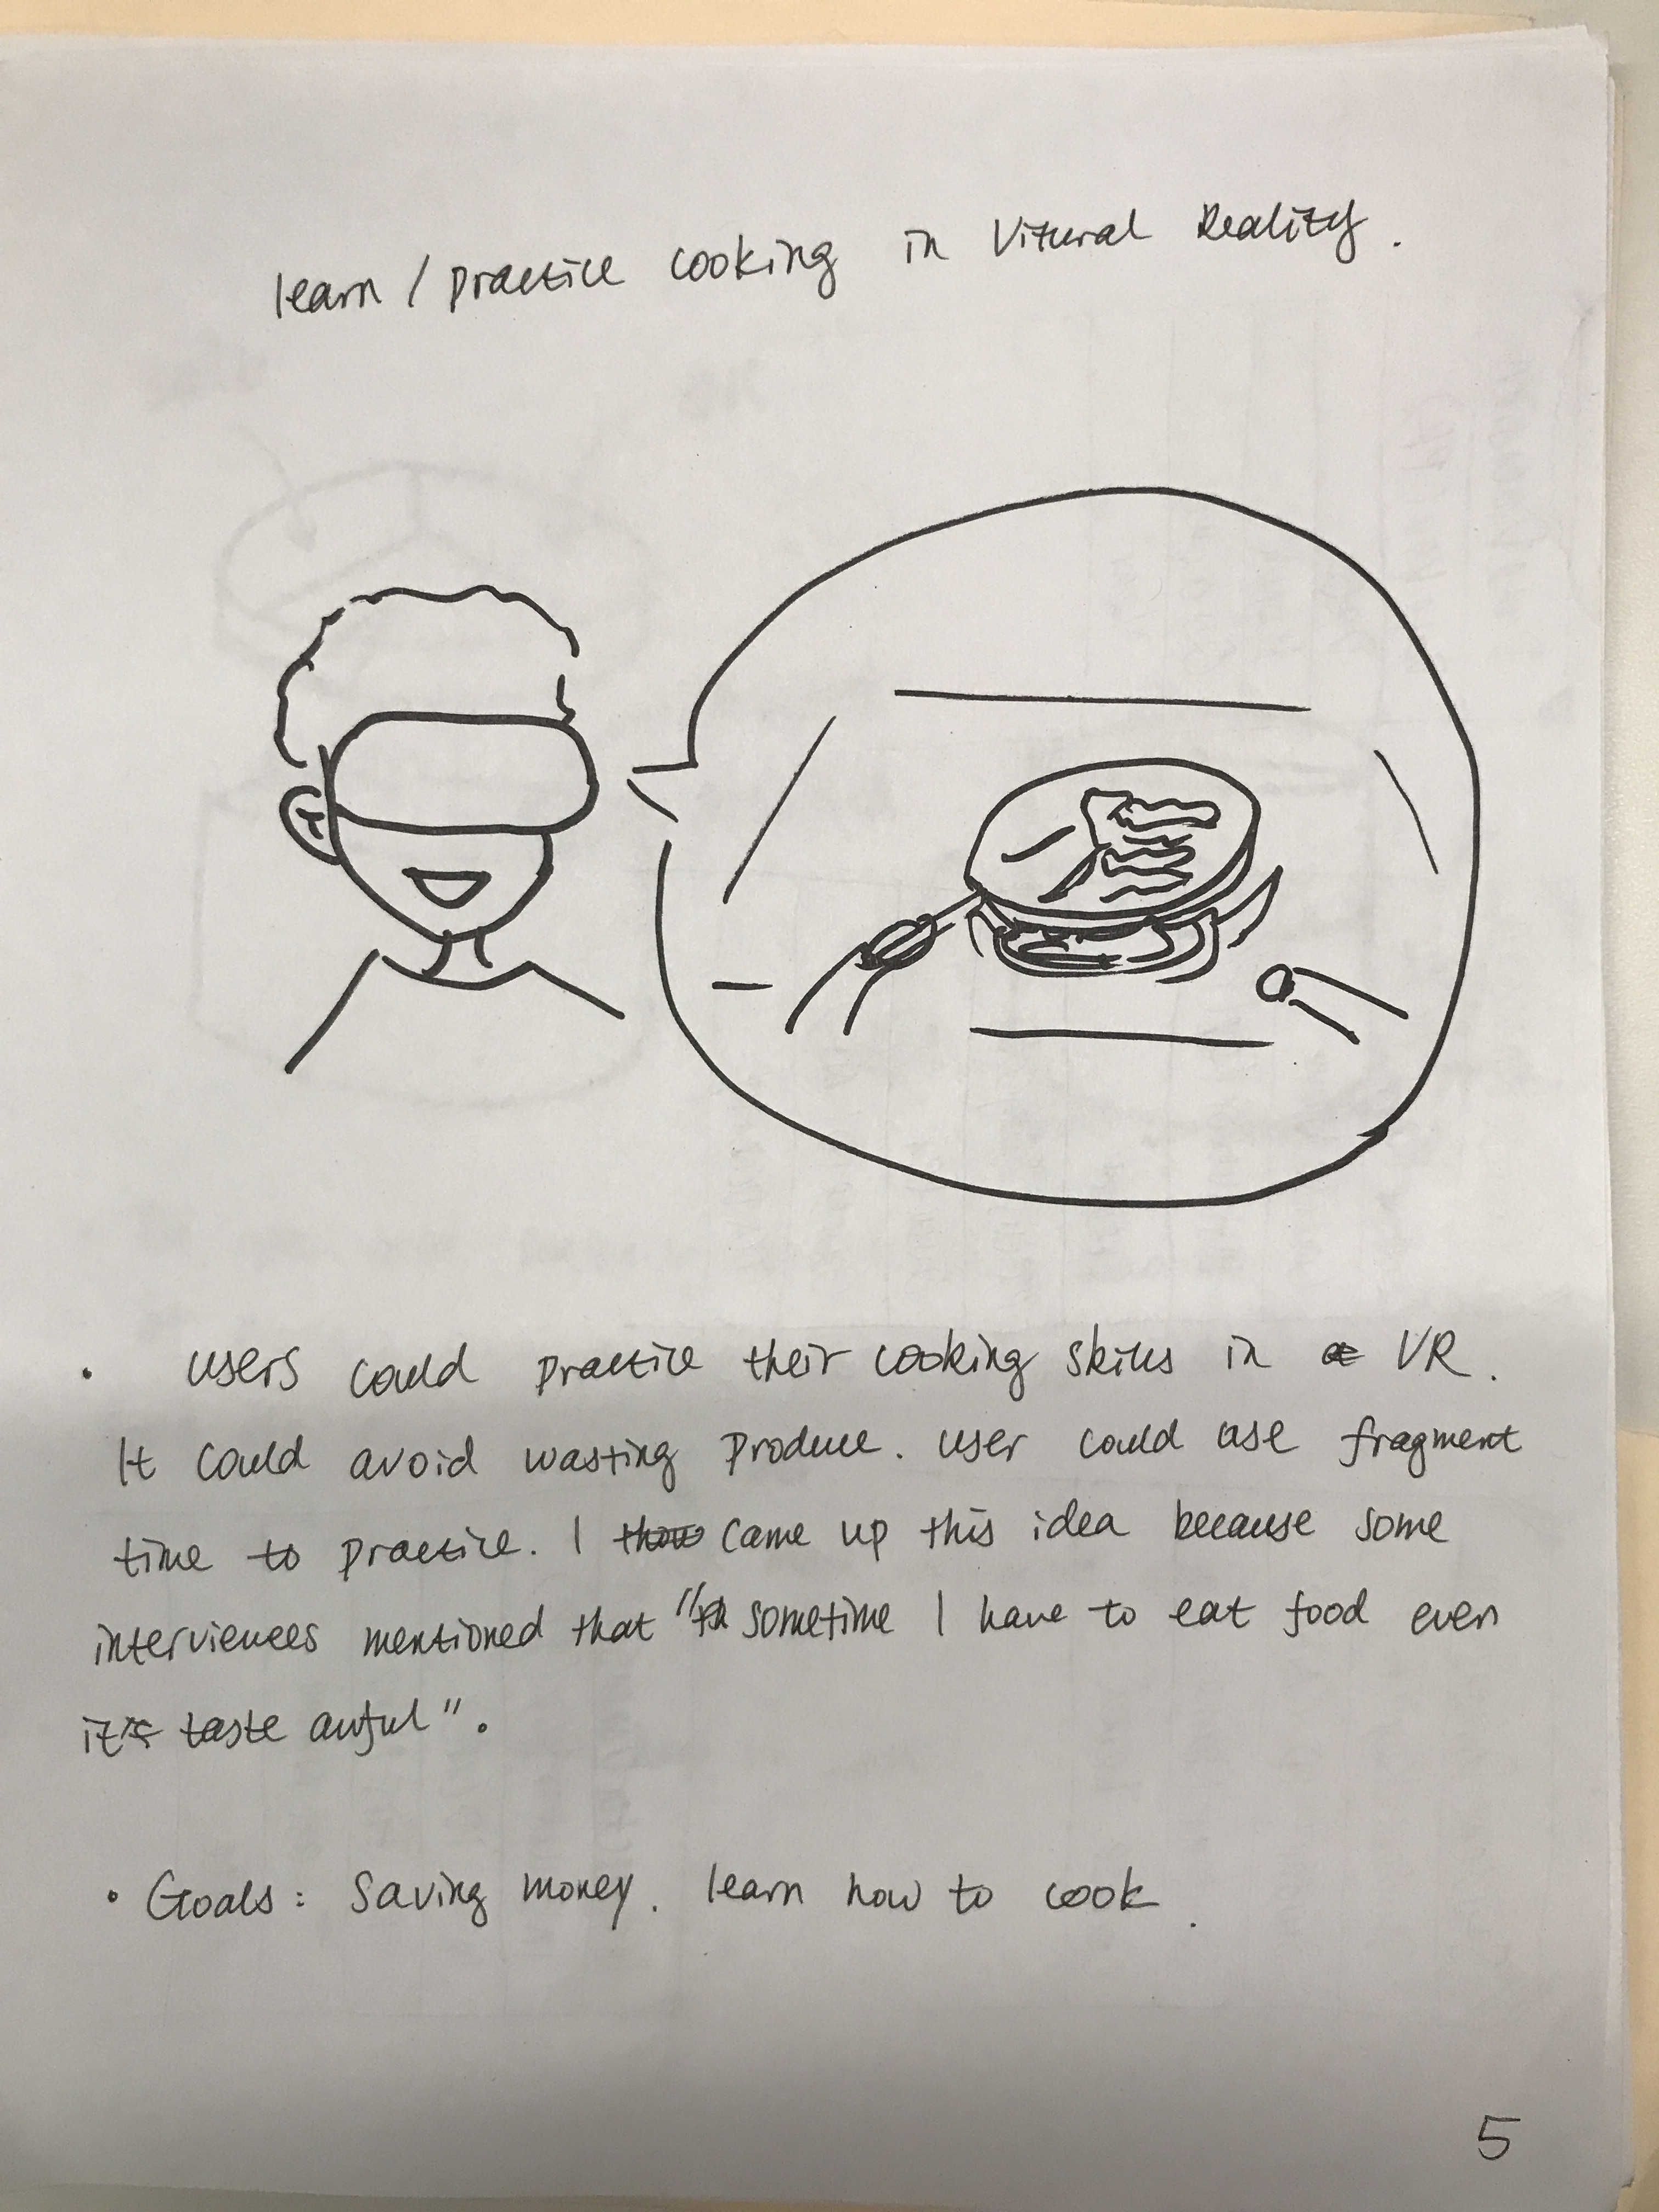 learn / practice cooking in Vitural Reality.
• users could practice their cooking skills in VR.
It could avoid wasting produce. user could use fragment
time to practice. I came up this idea because some
interviewees mentioned that "sometime I have to eat food even
it taste awful".
• Goals: Saving money. learn how to cook.
5